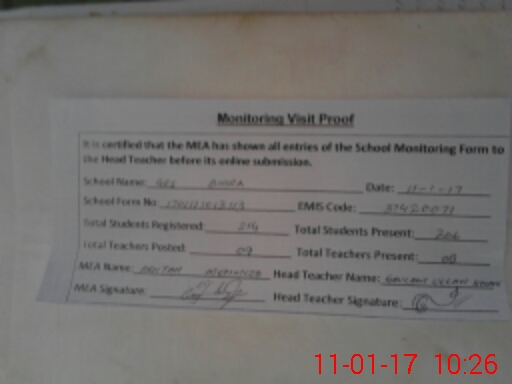 Monitoring Visit Proof
It is certified that the MEA has shown all entries of the School Monitoring Form to
the Head Teacher before its online submission.
School Name: Date: 11-1-17
School Form No EMIS Code:
Total Students Registered: 214 Total Students Present: 206
Total Teachers Posted: 09 Total Teachers Present: 08
MEA Name: Head Teacher Name:
MEA Signature: Head Teacher Signature:
11-01-17 10:26